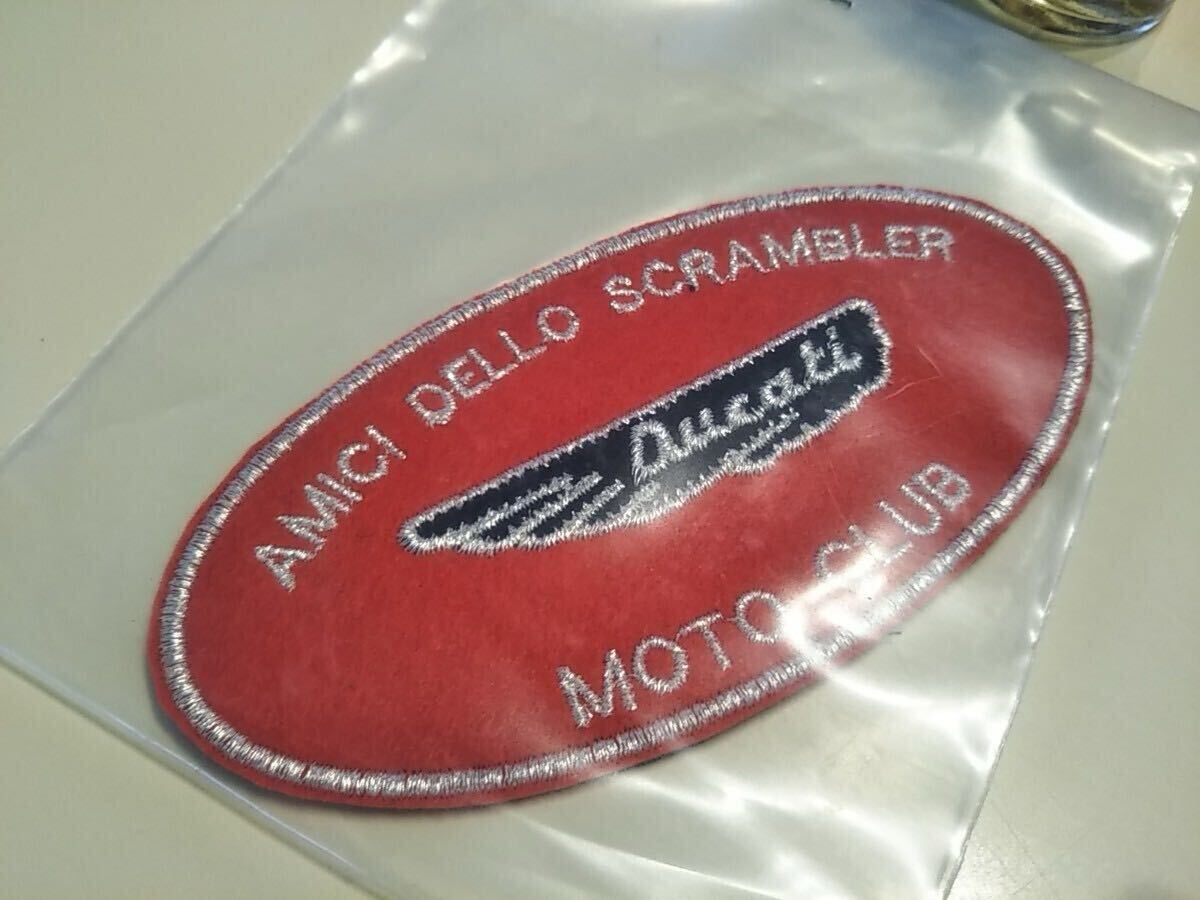 AMICI DELLO SCRAMBLER
Ducati
MOTO CLUB